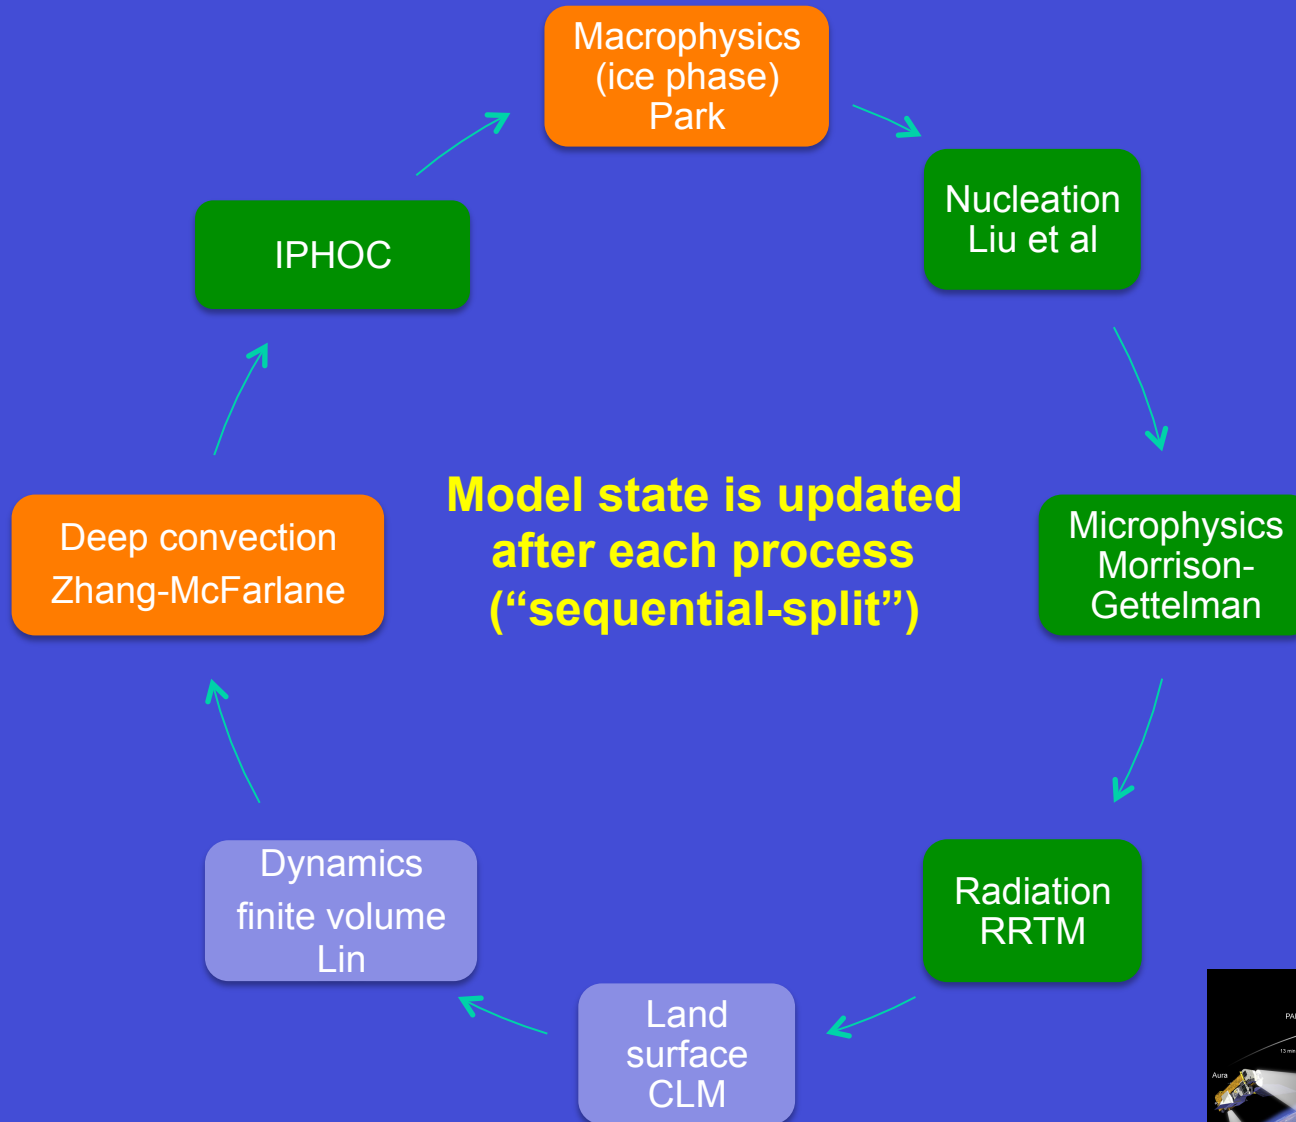 Macrophysics
(ice phase)
Park
Nucleation
Liu et al
IPHOC
Model state is updated
after each process
(“sequential-split”)
Deep convection
Zhang-McFarlane
Microphysics
Morrison-
Gettelman
Dynamics
finite volume
Lin
Radiation
RRTM
Land
surface
CLM
Aura